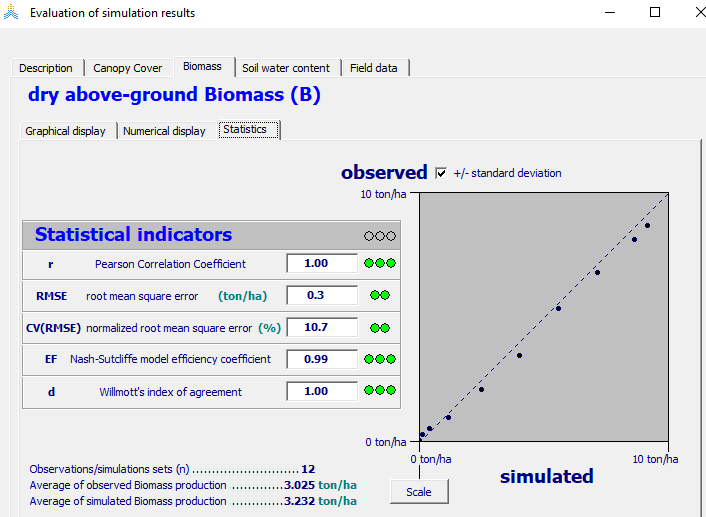 Evaluation of simulation results
Description Canopy Cover Biomass Soil water content Field data
dry above-ground Biomass (B)
Graphical display Numerical display Statistics
observed +/- standard deviation
10 ton/ha
Statistical indicators
r Pearson Correlation Coefficient 1.00
RMSE root mean square error (ton/ha) 0.3
CV(RMSE) normalized root mean square error (%) 10.7
EF Nash-Sutcliffe model efficiency coefficient 0.99
d Willmott's index of agreement 1.00
0 ton/ha
0 ton/ha 10 ton/ha
simulated
Observations/simulations sets (n) ............................. 12
Average of observed Biomass production ..............3.025 ton/ha
Average of simulated Biomass production ..............3.232 ton/ha
Scale